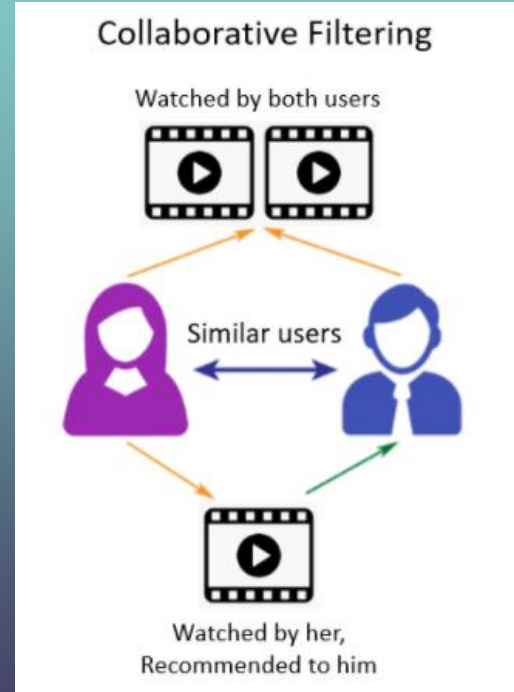 Collaborative Filtering
Watched by both users
Similar users
Watched by her,
Recommended to him